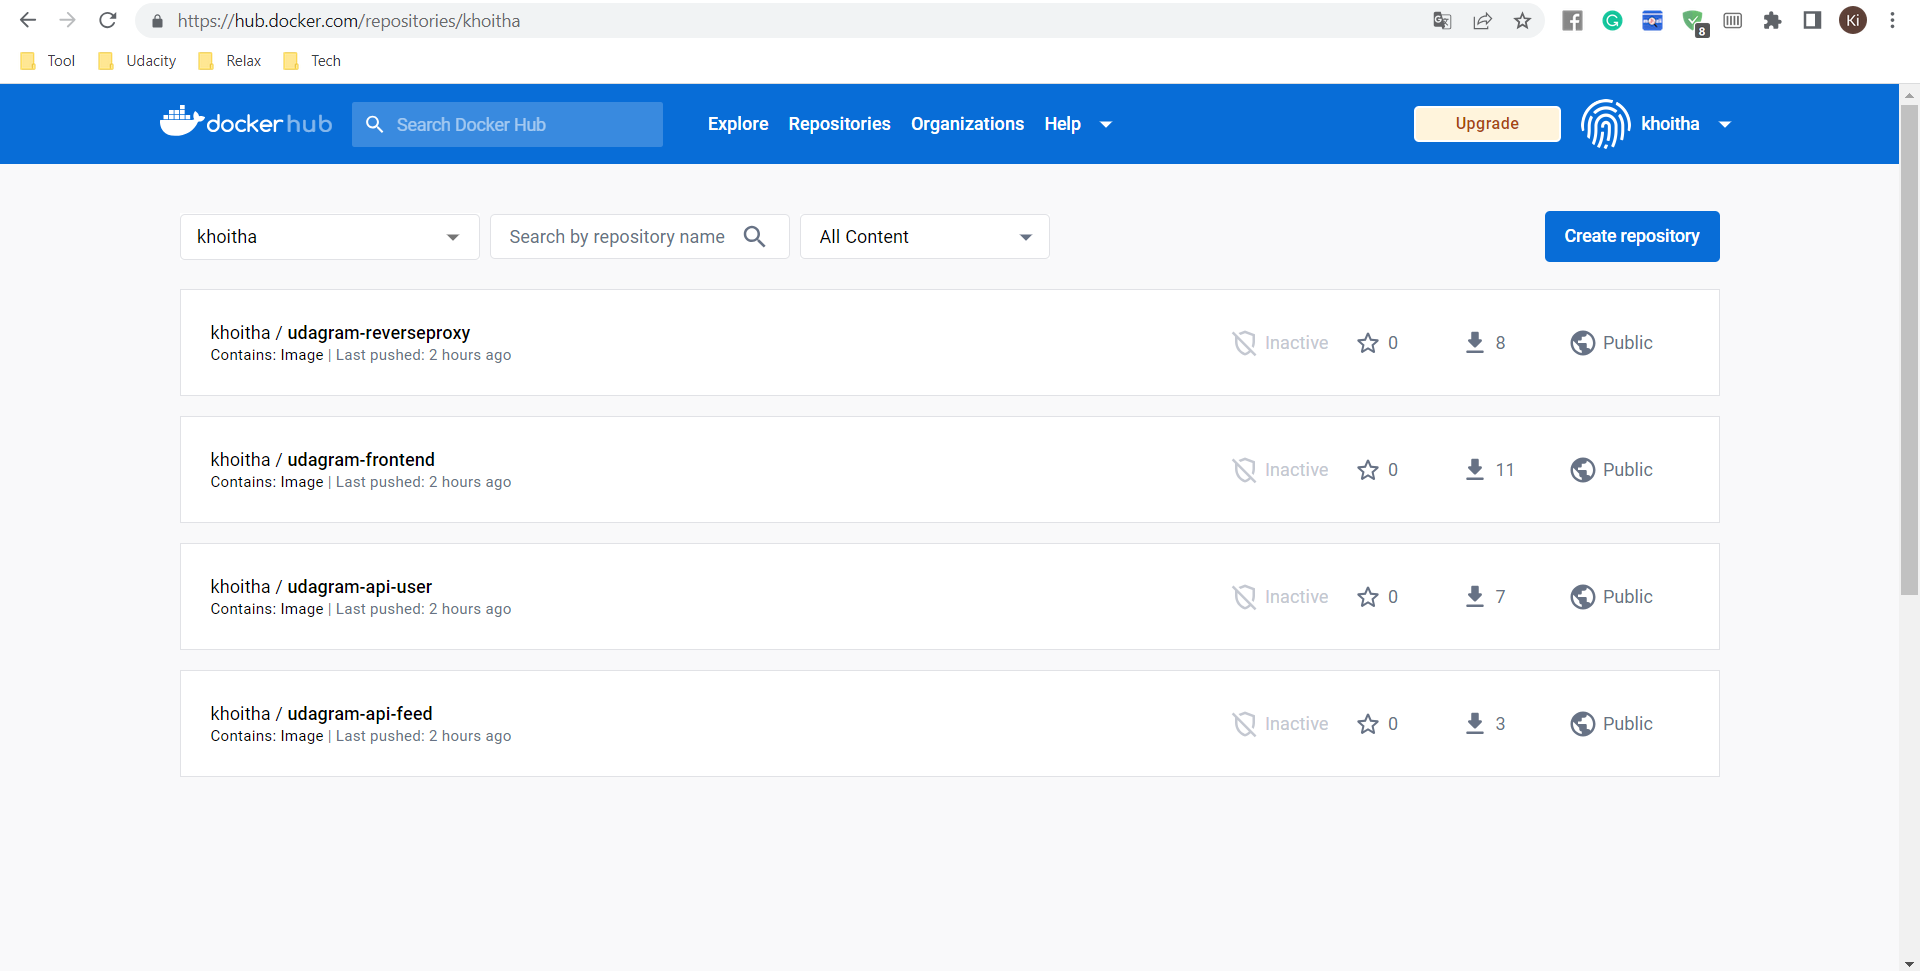 https://hub.docker.com/repositories/khoitha
8
Ki
Tool Udacity Relax Tech
docker hub Search Docker Hub Explore Repositories Organizations Help Upgrade khoitha
khoitha Search by repository name All Content Create repository
khoitha / udagram-reverseproxy
Contains: Image | Last pushed: 2 hours ago
Inactive 0 8 Public
khoitha / udagram-frontend
Contains: Image | Last pushed: 2 hours ago
Inactive 0 11 Public
khoitha / udagram-api-user
Contains: Image | Last pushed: 2 hours ago
Inactive 0 7 Public
khoitha / udagram-api-feed
Contains: Image | Last pushed: 2 hours ago
Inactive 0 3 Public